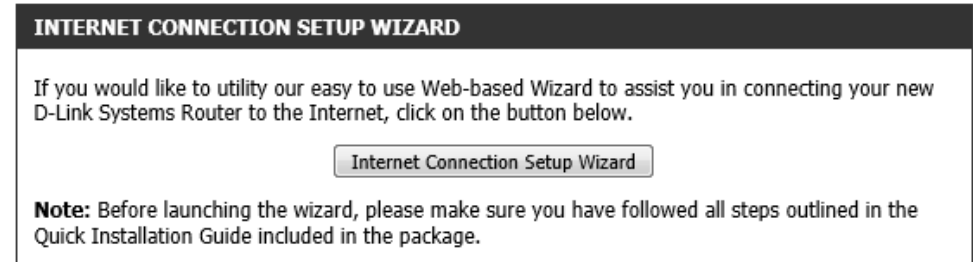 INTERNET CONNECTION SETUP WIZARD
If you would like to utility our easy to use Web-based Wizard to assist you in connecting your new
D-Link Systems Router to the Internet, click on the button below.
Internet Connection Setup Wizard
Note: Before launching the wizard, please make sure you have followed all steps outlined in the
Quick Installation Guide included in the package.